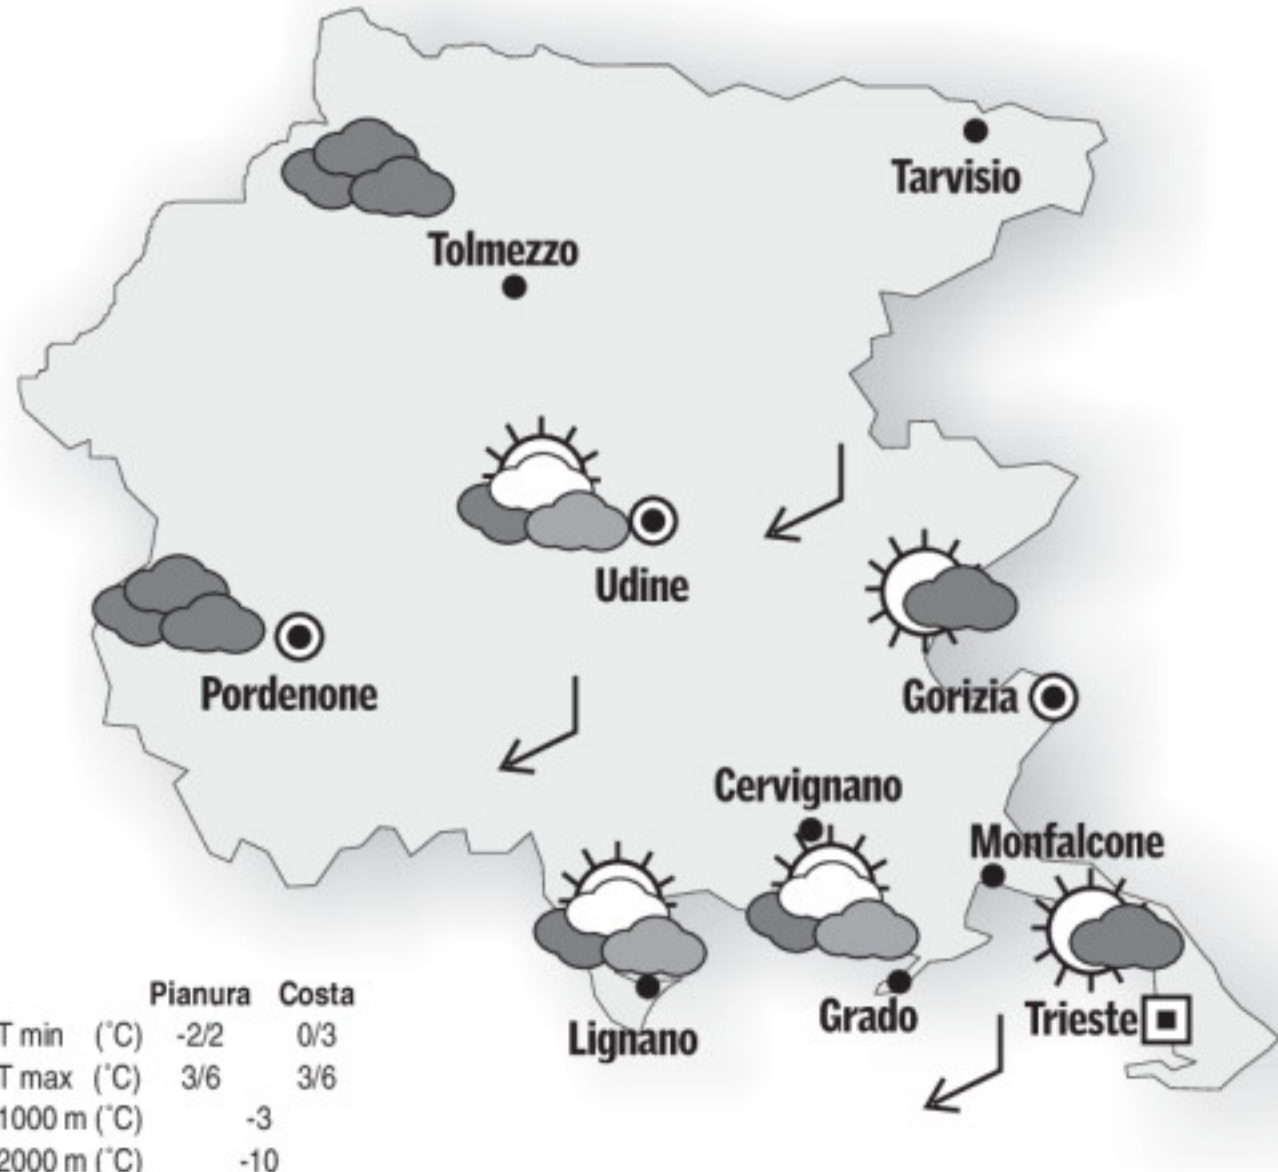 Tarvisio
Tolmezzo
Udine
Pordenone
Gorizia
Cervignano
Monfalcone
Grado
Trieste
Lignano
Pianura Costa
T min (°C) -2/2 0/3
T max (°C) 3/6 3/6
1000 m (°C) -3
2000 m (°C) -10